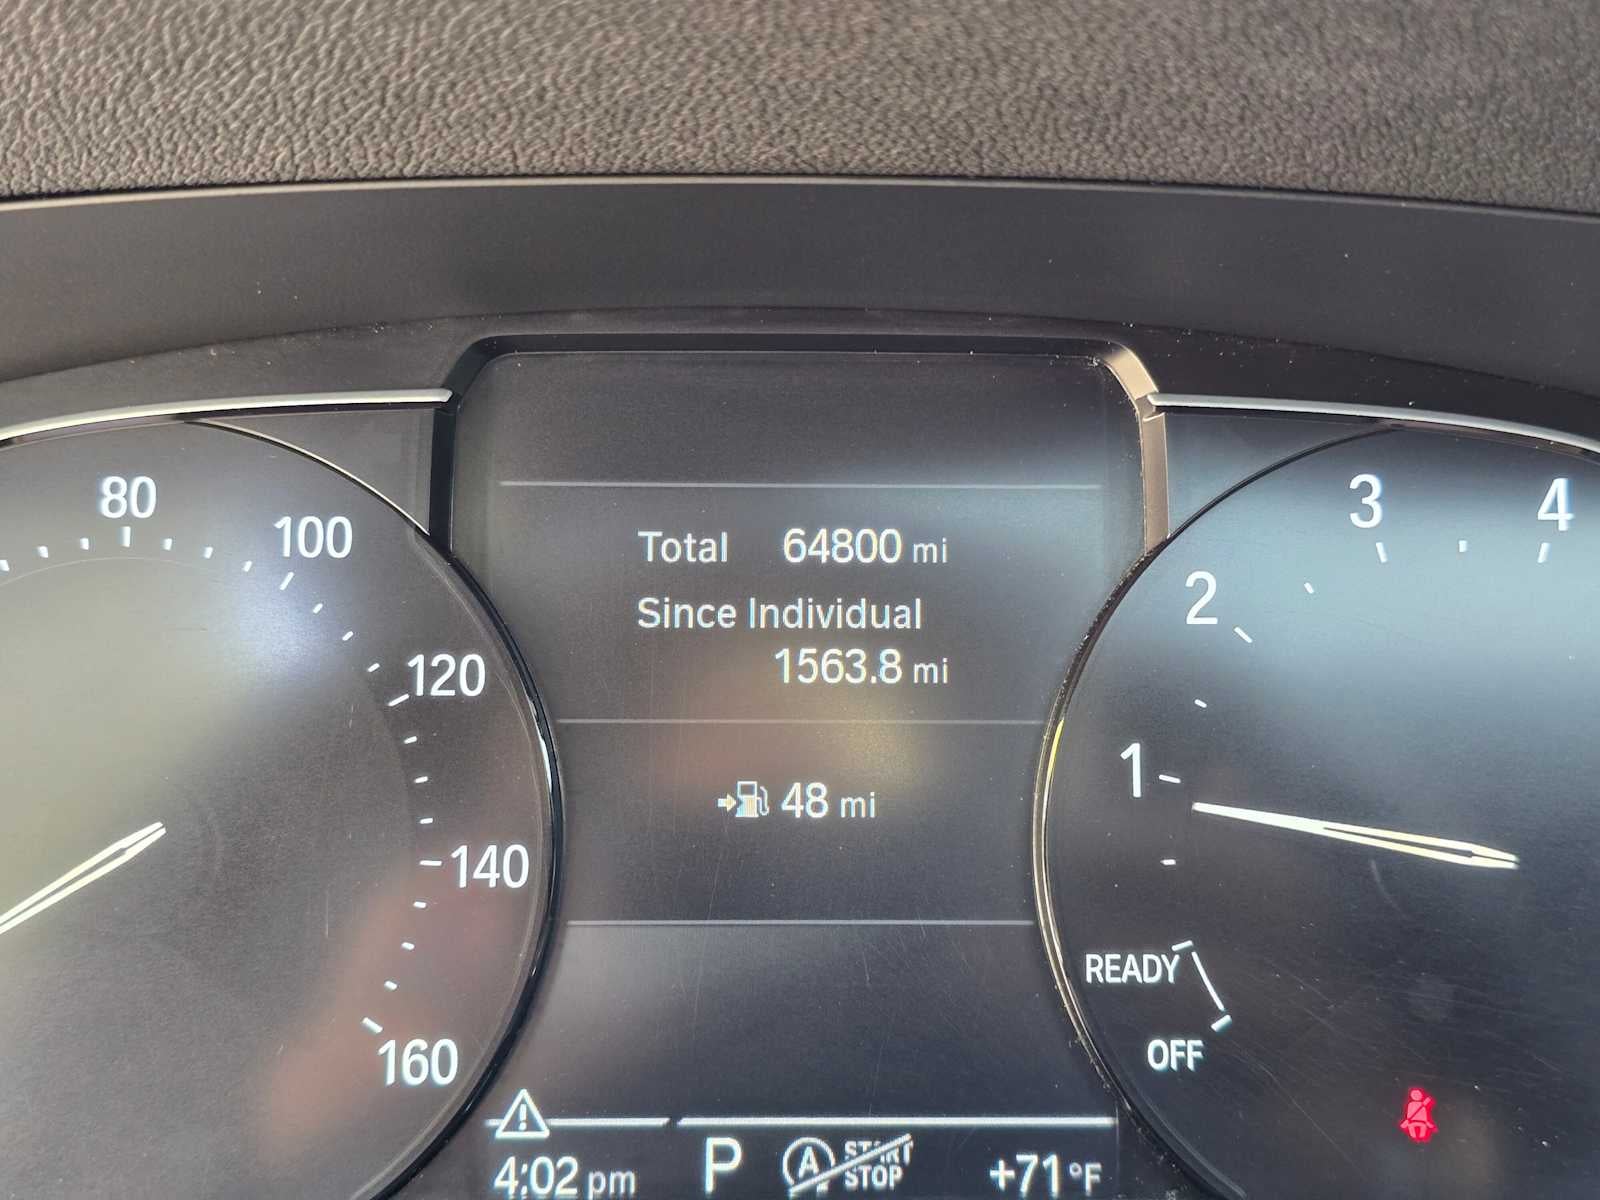 80
100
120
140
160
Total 64800 mi
Since Individual
1563.8 mi
48 mi
4:02 pm
P
A
START
STOP
+71 °F
4
3
2
1
READY
OFF